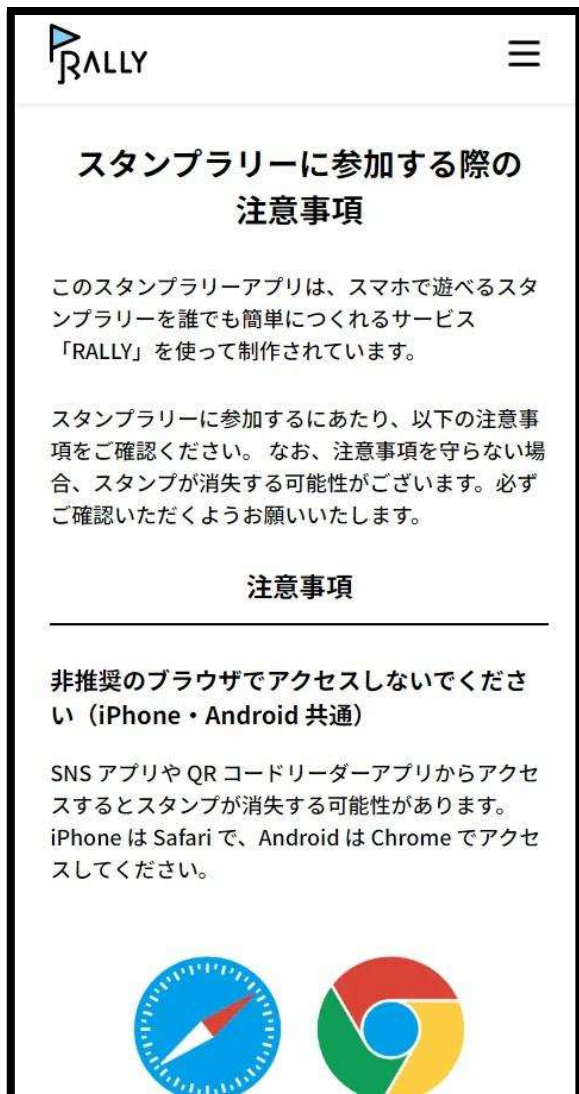 RALLY
スタンプラリーに参加する際の
注意事項
このスタンプラリーアプリは、スマホで遊べるスタ
ンプラリーを誰でも簡単につくれるサービス
「RALLY」を使って制作されています。
スタンプラリーに参加するにあたり、以下の注意事
項をご確認ください。 なお、注意事項を守らない場
合、スタンプが消失する可能性がございます。必ず
ご確認いただくようお願いいたします。
注意事項
非推奨のブラウザでアクセスしないでくださ
い（iPhone・Android 共通）
SNS アプリや QR コードリーダーアプリからアクセ
スするとスタンプが消失する可能性があります。
iPhone は Safari で、Android は Chrome でアクセ
スしてください。